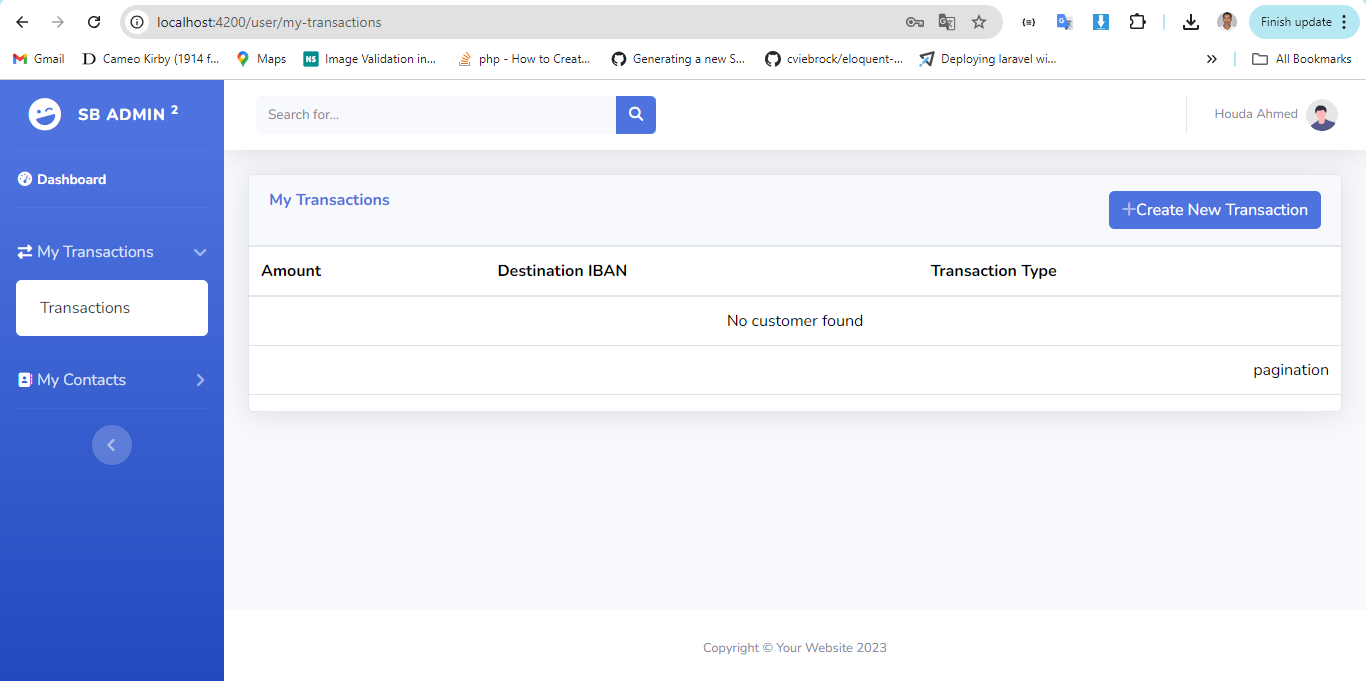 localhost:4200/user/my-transactions
Finish update
Gmail
Cameo Kirby (1914 f...
Maps
NS
Image Validation in...
php - How to Creat...
Generating a new S...
cviebrock/eloquent-...
Deploying laravel wi...
All Bookmarks
SB ADMIN 2
Search for...
Houda Ahmed
Dashboard
My Transactions
Transactions
My Contacts
My Transactions
+Create New Transaction
Amount Destination IBAN Transaction Type
No customer found
pagination
Copyright © Your Website 2023